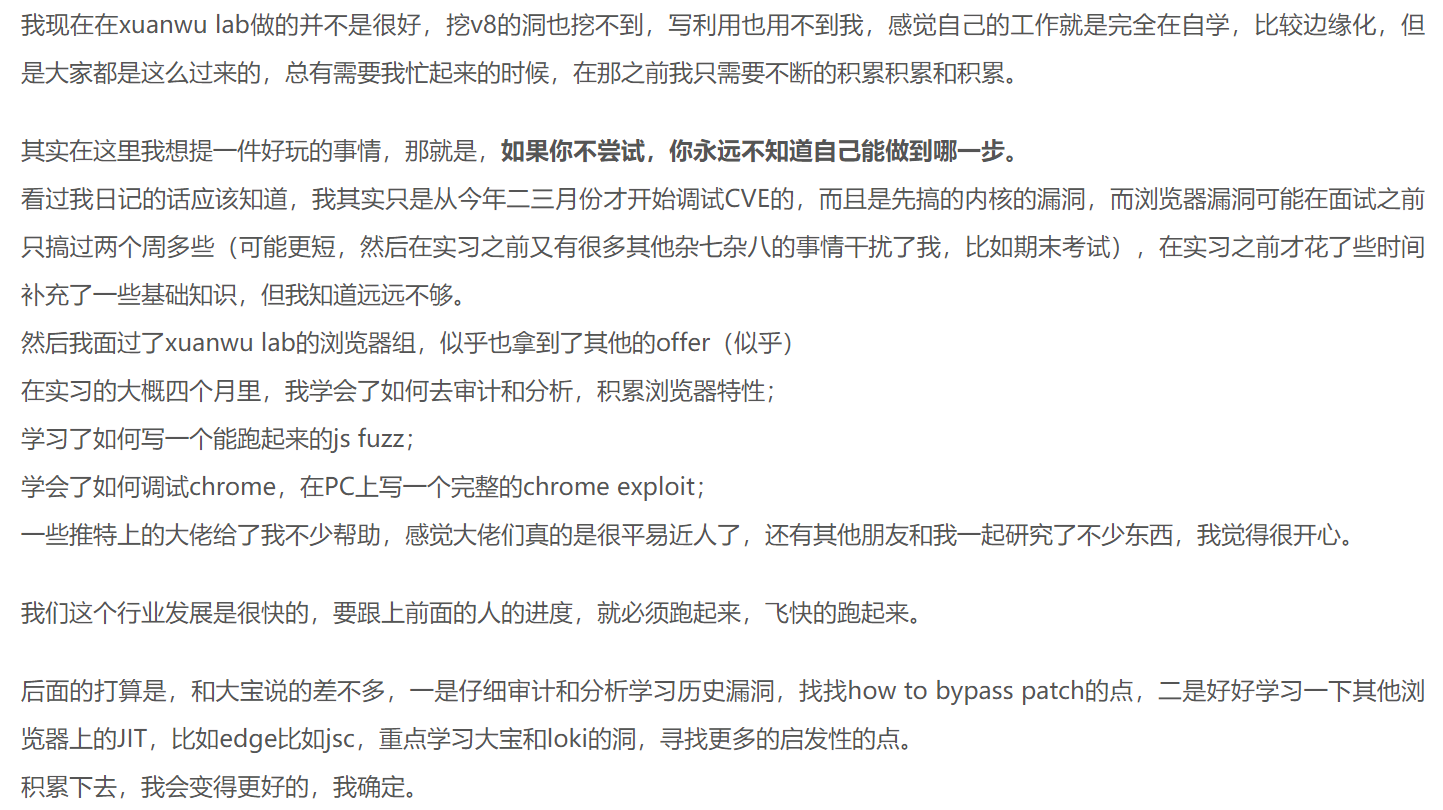 我现在在xuanwu lab做的并不是很好，挖v8的洞也挖不到，写利用也用不到我，感觉自己的工作就是完全在自学，比较边缘化，但
是大家都是这么过来的，总有需要我忙起来的时候，在那之前我只需要不断的积累积累和积累。
其实在这里我想提一件好玩的事情，那就是，如果你不尝试，你永远不知道自己能做到哪一步。
看过我日记的话应该知道，我其实只是从今年二三月份才开始调试CVE的，而且是先搞的内核的漏洞，而浏览器漏洞可能在面试之前
只搞过两个周多些（可能更短，然后在实习之前又有很多其他杂七杂八的事情干扰了我，比如期末考试），在实习之前才花了些时间
补充了一些基础知识，但我知道远远不够。
然后我面过了xuanwu lab的浏览器组，似乎也拿到了其他的offer（似乎）
在实习的大概四个月里，我学会了如何去审计和分析，积累浏览器特性；
学习了如何写一个能跑起来的js fuzz；
学会了如何调试chrome，在PC上写一个完整的chrome exploit；
一些推特上的大佬给了我不少帮助，感觉大佬们真的是很平易近人了，还有其他朋友和我一起研究了不少东西，我觉得很开心。
我们这个行业发展是很快的，要跟上前面的人的进度，就必须跑起来，飞快的跑起来。
后面的打算是，和大宝说的差不多，一是仔细审计和分析学习历史漏洞，找找how to bypass patch的点，二是好好学习一下其他浏
览器上的JIT，比如edge比如jsc，重点学习大宝和loki的洞，寻找更多的启发性的点。
积累下去，我会变得更好的，我确定。